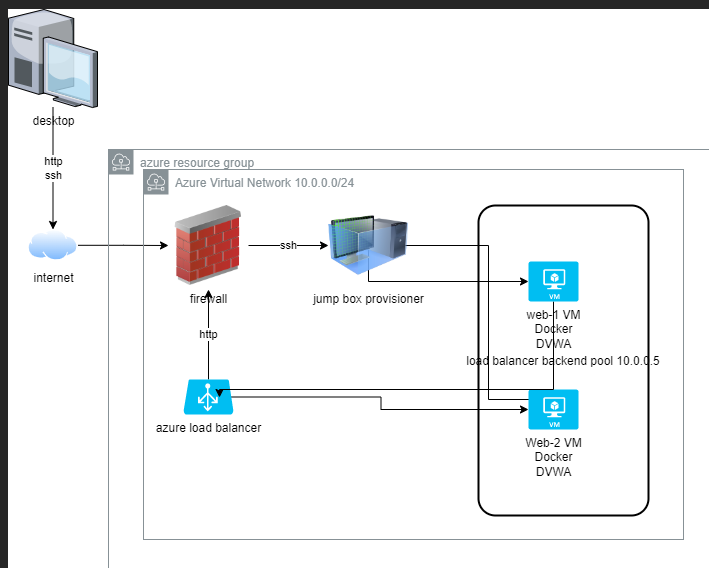 desktop
http
ssh
internet
azure resource group
Azure Virtual Network 10.0.0.0/24
firewall
ssh
jump box provisioner
VM
web-1 VM
Docker
DVWA
load balancer backend pool 10.0.0.5
http
azure load balancer
VM
Web-2 VM
Docker
DVWA